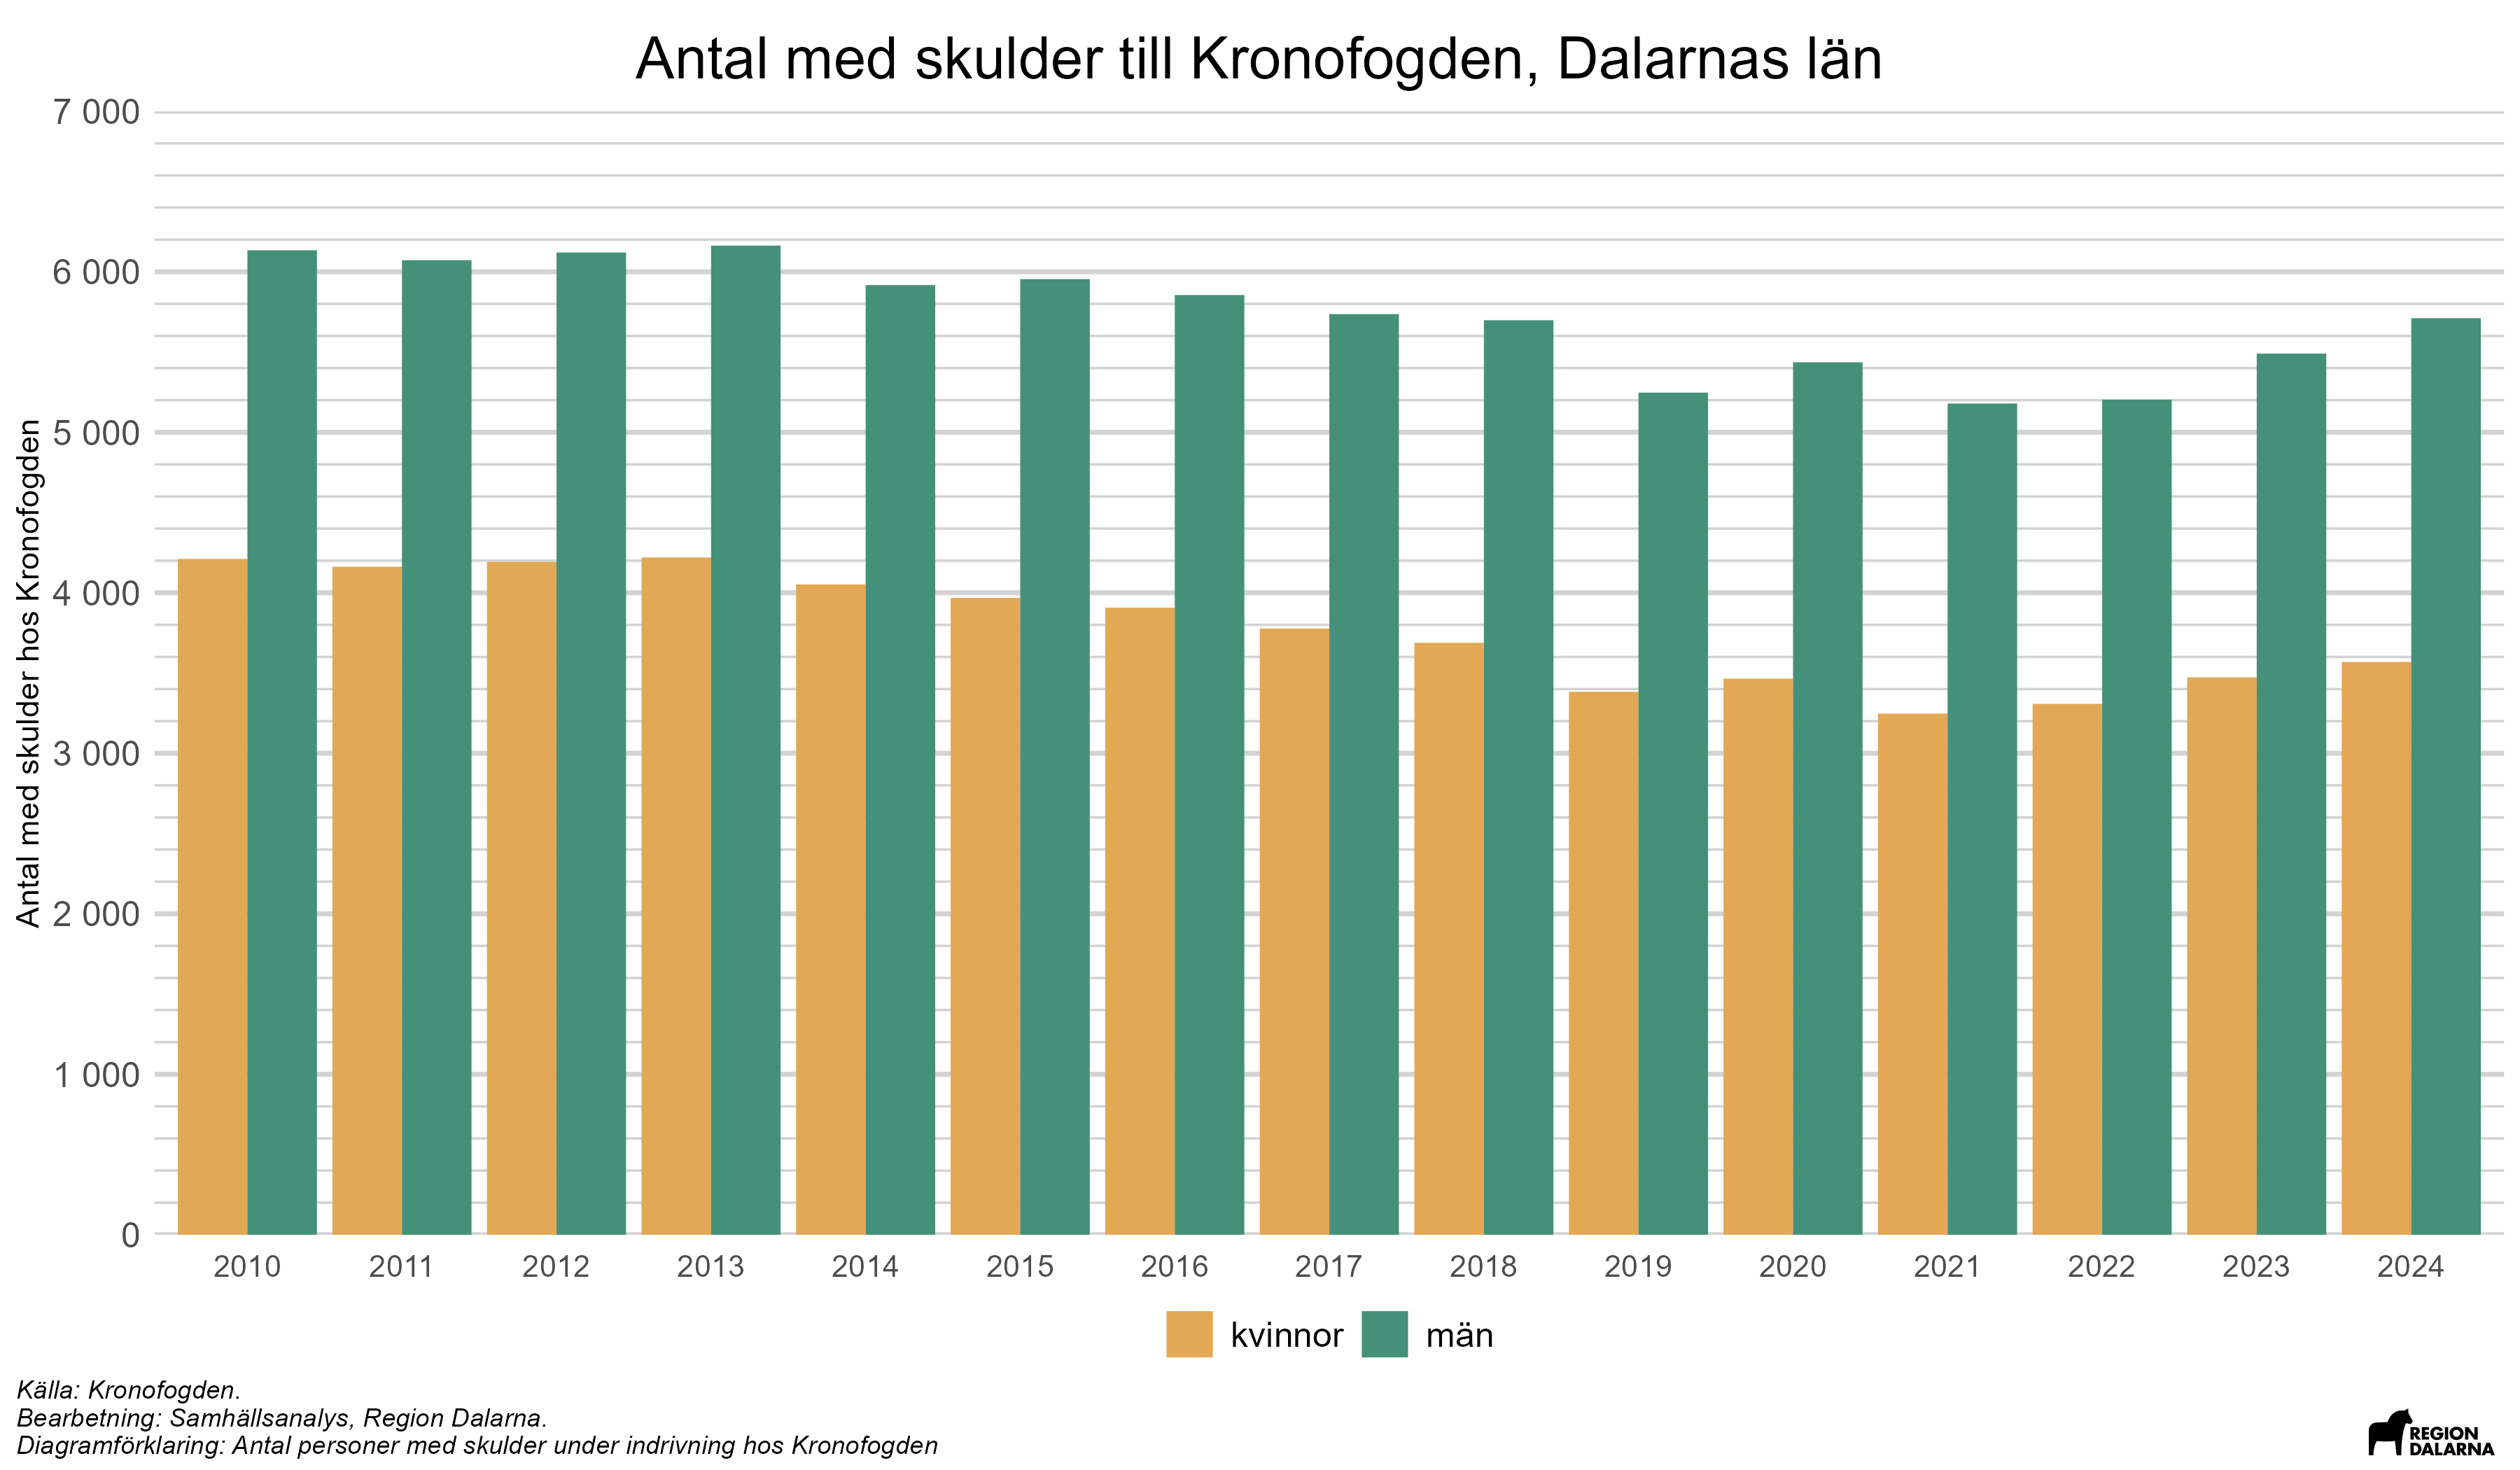 Antal med skulder till Kronofogden, Dalarnas län
Antal med skulder hos Kronofogden
7 000
6 000
5 000
4 000
3 000
2 000
1 000
0
2010 2011 2012 2013 2014 2015 2016 2017 2018 2019 2020 2021 2022 2023 2024
kvinnor män
Källa: Kronofogden.
Bearbetning: Samhällsanalys, Region Dalarna.
Diagramförklaring: Antal personer med skulder under indrivning hos Kronofogden
REGION
DALARNA